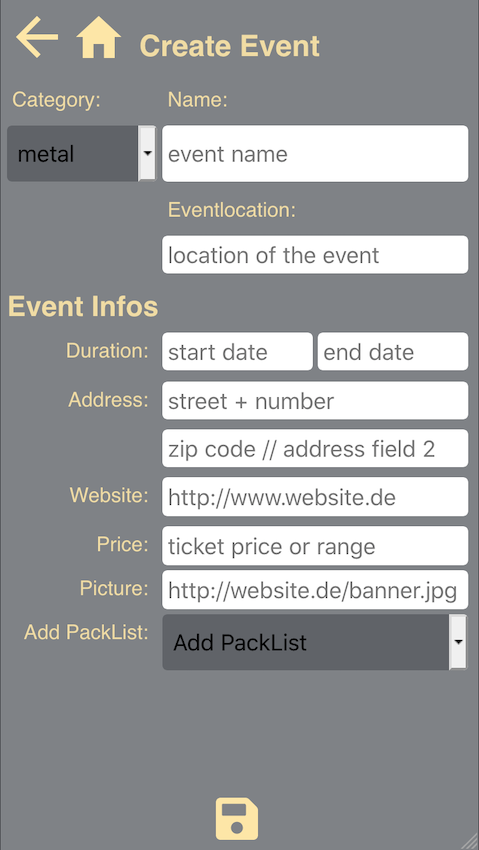 Create Event
Category: Name:
metal event name
Eventlocation:
location of the event
Event Infos
Duration: start date end date
Address: street + number
zip code // address field 2
Website: http://www.website.de
Price: ticket price or range
Picture: http://website.de/banner.jpg
Add PackList: Add PackList